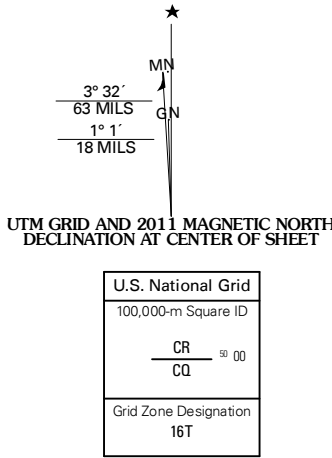 ★
MN
3° 32´
63 MILS
GN
1° 1´
18 MILS
UTM GRID AND 2011 MAGNETIC NORTH
DECLINATION AT CENTER OF SHEET
U.S. National Grid
100,000-m Square ID
CR
50 00
CQ
Grid Zone Designation
16T